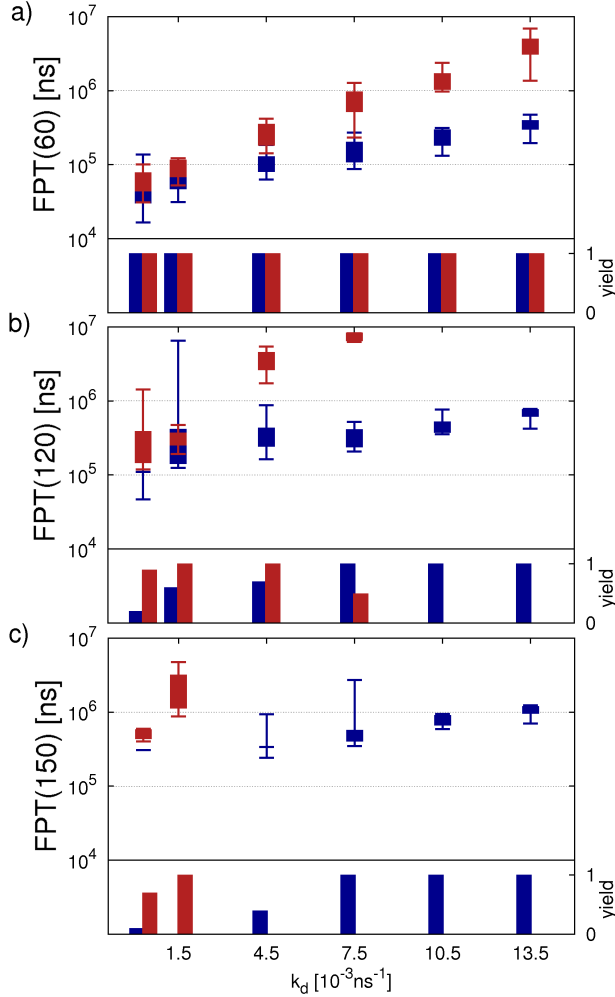 a)
10^7
10^6
10^5
10^4
FPT(60) [ns]
1
0
yield
b)
10^7
10^6
10^5
10^4
FPT(120) [ns]
1
0
yield
c)
10^7
10^6
10^5
10^4
FPT(150) [ns]
1
0
yield
1.5 4.5 7.5 10.5 13.5
k_d [10^-3 ns^-1]